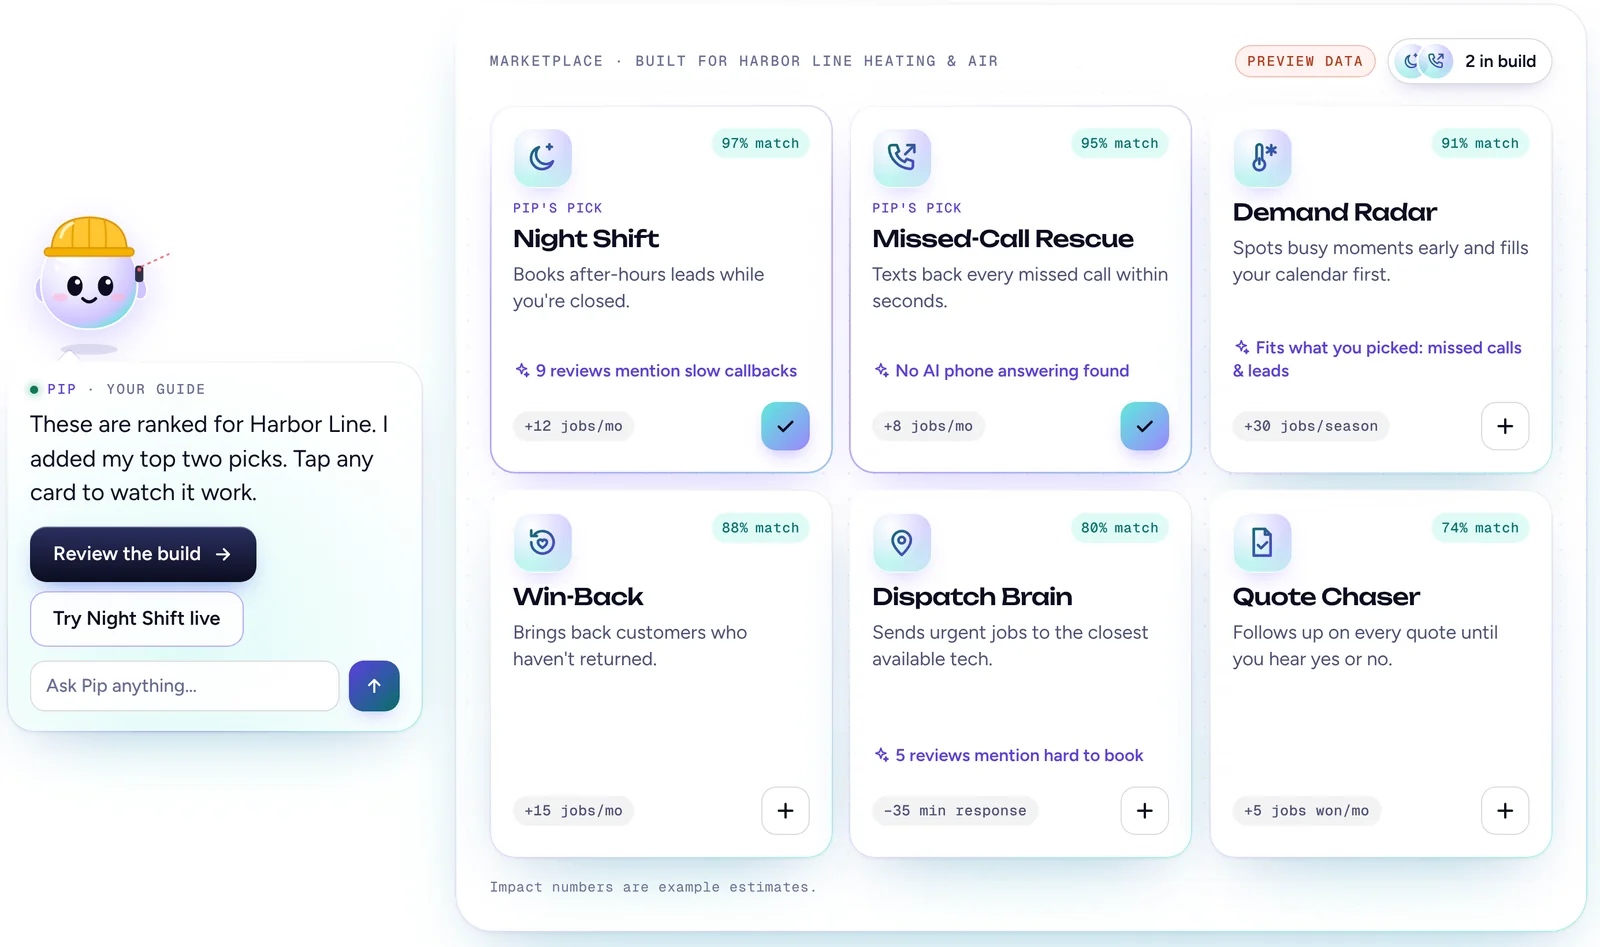 MARKETPLACE · BUILT FOR HARBOR LINE HEATING & AIR
PREVIEW DATA
2 in build
97% match
PIP'S PICK
Night Shift
Books after-hours leads while
you're closed.
9 reviews mention slow callbacks
+12 jobs/mo
95% match
PIP'S PICK
Missed-Call Rescue
Texts back every missed call within
seconds.
No AI phone answering found
+8 jobs/mo
91% match
Demand Radar
Spots busy moments early and fills
your calendar first.
Fits what you picked: missed calls
& leads
+30 jobs/season
88% match
Win-Back
Brings back customers who
haven't returned.
+15 jobs/mo
80% match
Dispatch Brain
Sends urgent jobs to the closest
available tech.
5 reviews mention hard to book
−35 min response
74% match
Quote Chaser
Follows up on every quote until
you hear yes or no.
+5 jobs won/mo
Impact numbers are example estimates.
PIP · YOUR GUIDE
These are ranked for Harbor Line. I
added my top two picks. Tap any
card to watch it work.
Review the build →
Try Night Shift live
Ask Pip anything...